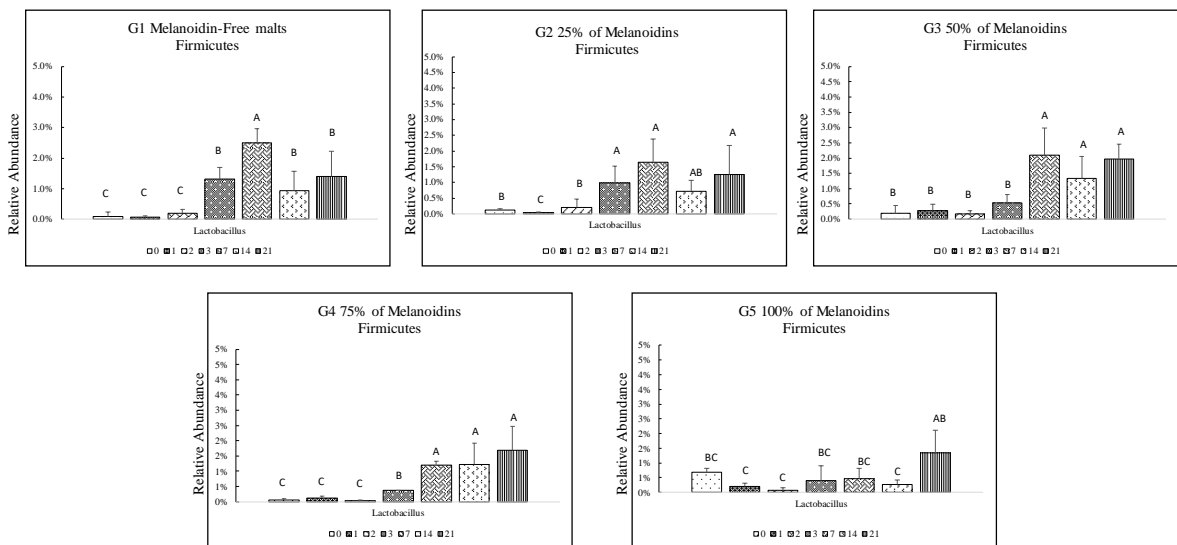 G1 Melanoidin-Free malts
Firmicutes
Relative Abundance
5.0%
4.0%
3.0%
2.0%
1.0%
0.0%
C
C
C
B
A
B
B
Lactobacillus
0 1 2 3 7 14 21
G2 25% of Melanoidins
Firmicutes
Relative Abundance
5.0%
4.5%
4.0%
3.5%
3.0%
2.5%
2.0%
1.5%
1.0%
0.5%
0.0%
B
C
B
A
A
AB
A
Lactobacillus
0 1 2 3 7 14 21
G3 50% of Melanoidins
Firmicutes
Relative Abundance
5.0%
4.5%
4.0%
3.5%
3.0%
2.5%
2.0%
1.5%
1.0%
0.5%
0.0%
B
B
B
B
A
A
A
Lactobacillus
0 1 2 3 7 14 21
G4 75% of Melanoidins
Firmicutes
Relative Abundance
5%
5%
4%
4%
3%
3%
2%
2%
1%
1%
0%
C
C
C
B
A
A
A
Lactobacillus
0 1 2 3 7 14 21
G5 100% of Melanoidins
Firmicutes
Relative Abundance
5%
5%
4%
4%
3%
3%
2%
2%
1%
1%
0%
BC
C
C
BC
BC
C
AB
Lactobacillus
0 1 2 3 7 14 21